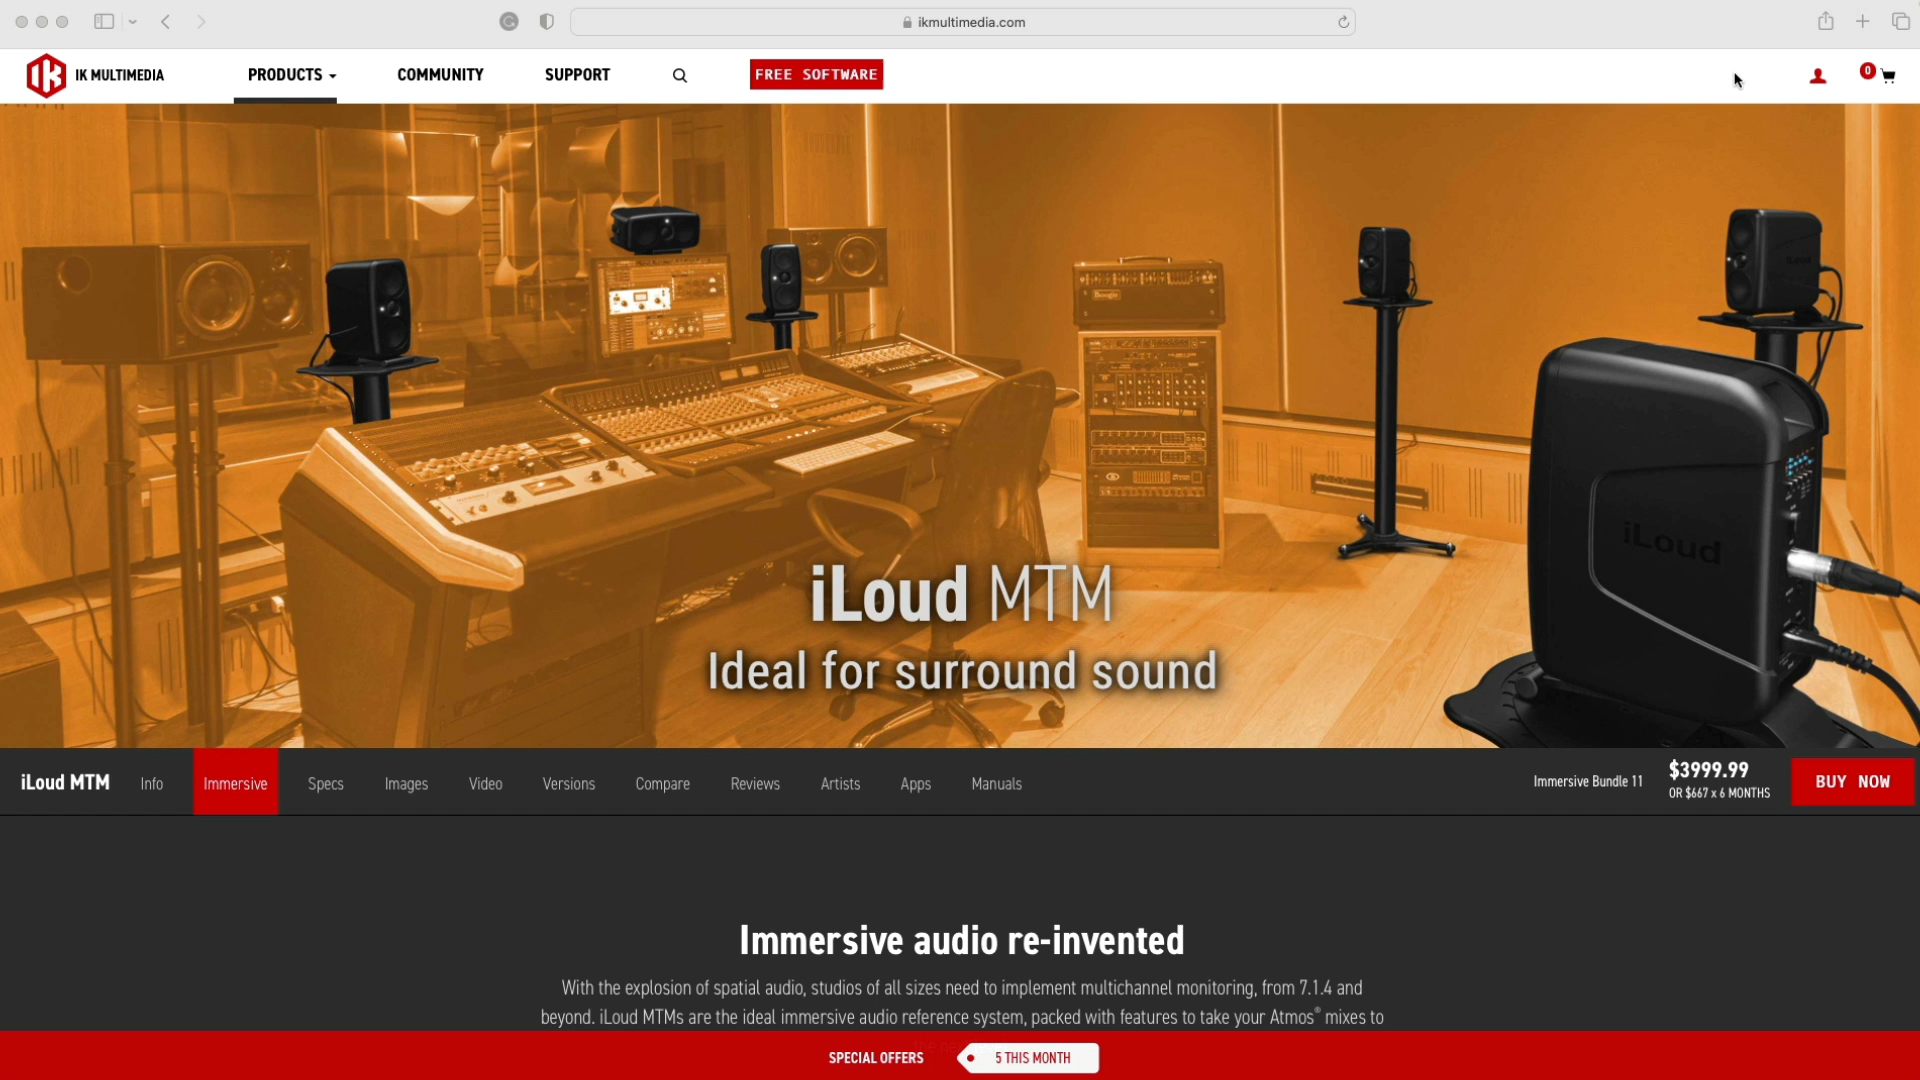 ikmultimedia.com
IK MULTIMEDIA
PRODUCTS
COMMUNITY
SUPPORT
FREE SOFTWARE
0
Boogie
iLoud
iLoud
iLoud MTM
Ideal for surround sound
iLoud MTM
Info
Immersive
Specs
Images
Video
Versions
Compare
Reviews
Artists
Apps
Manuals
Immersive Bundle 11
$3999.99
OR $667 x 6 MONTHS
BUY NOW
Immersive audio re-invented
With the explosion of spatial audio, studios of all sizes need to implement multichannel monitoring, from 7.1.4 and
beyond. iLoud MTMs are the ideal immersive audio reference system, packed with features to take your Atmos® mixes to
SPECIAL OFFERS
5 THIS MONTH